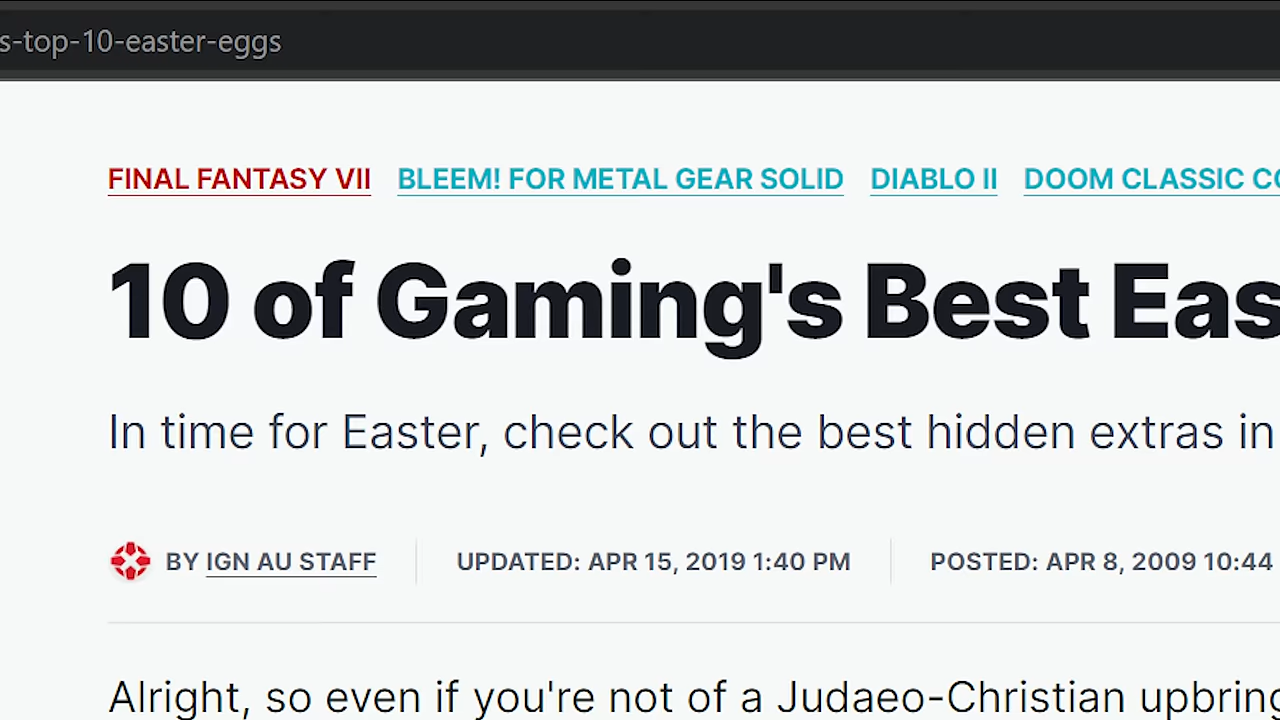 s-top-10-easter-eggs
FINAL FANTASY VII BLEEM! FOR METAL GEAR SOLID DIABLO II DOOM CLASSIC CO
10 of Gaming's Best Eas
In time for Easter, check out the best hidden extras in
BY IGN AU STAFF UPDATED: APR 15, 2019 1:40 PM POSTED: APR 8, 2009 10:44
Alright, so even if you're not of a Judaeo-Christian upbring